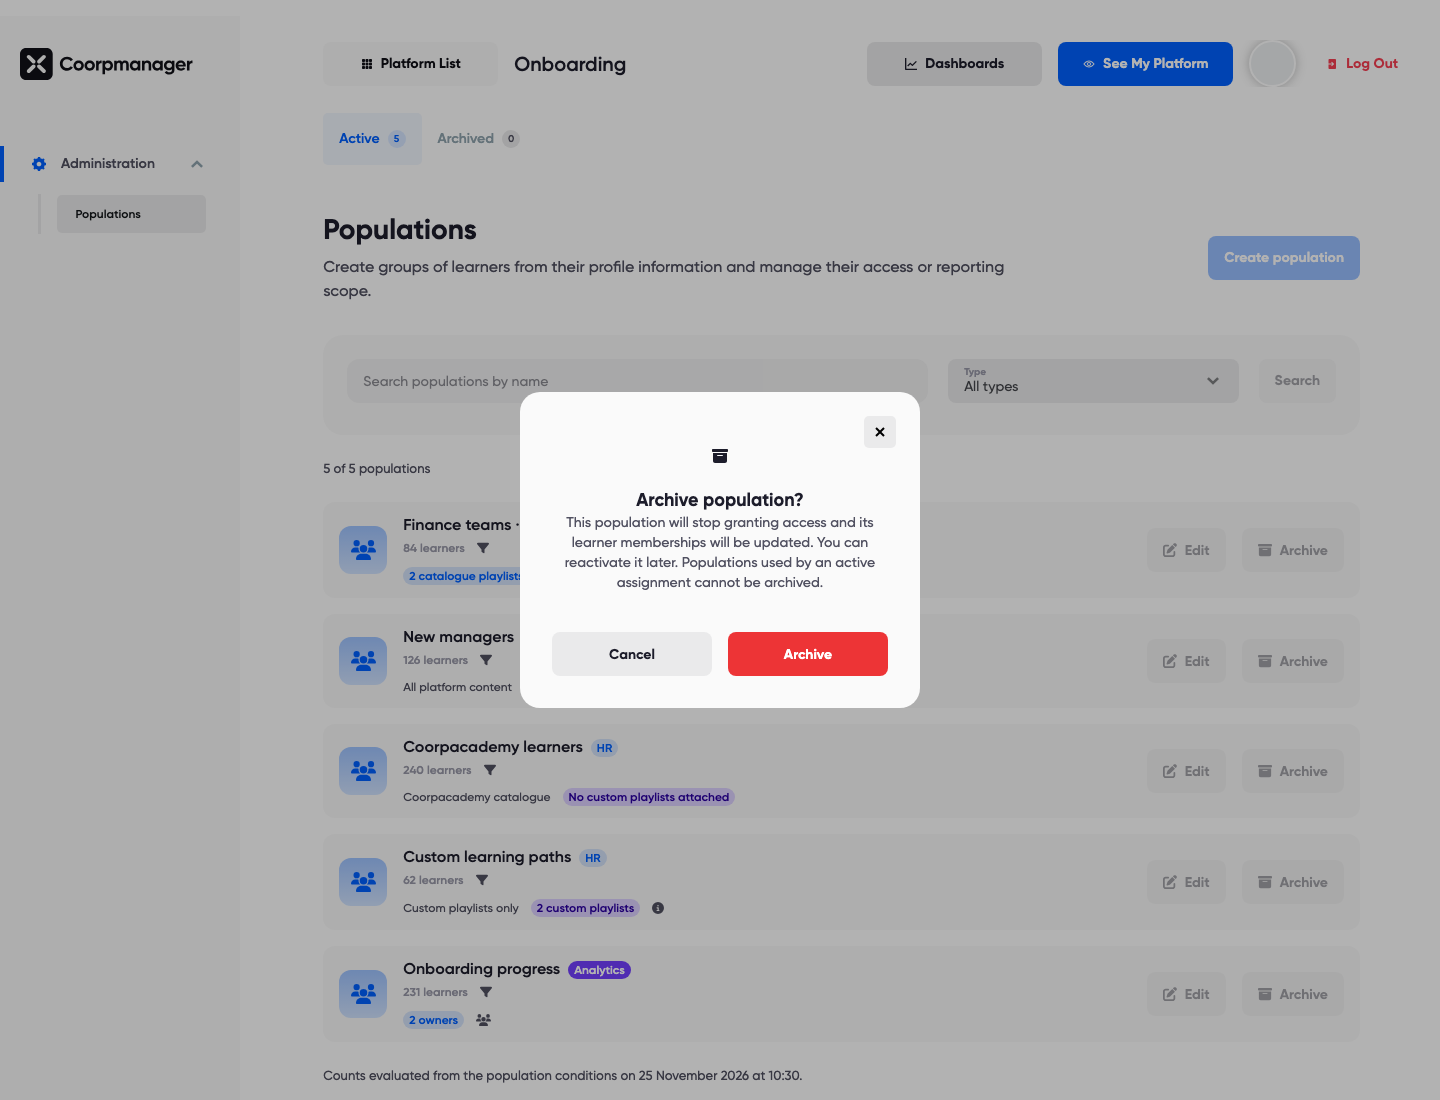 Coorpmanager
Platform List
Onboarding
Dashboards
See My Platform
Log Out
Active 5
Archived 0
Administration
Populations
Populations
Create groups of learners from their profile information and manage their access or reporting
scope.
Create population
Search populations by name
Type
All types
Search
5 of 5 populations
Archive population?
This population will stop granting access and its
learner memberships will be updated. You can
reactivate it later. Populations used by an active
assignment cannot be archived.
Cancel
Archive
Finance teams ·
84 learners
2 catalogue playlists
Edit
Archive
New managers
126 learners
All platform content
Edit
Archive
Coorpacademy learners HR
240 learners
Coorpacademy catalogue No custom playlists attached
Edit
Archive
Custom learning paths HR
62 learners
Custom playlists only 2 custom playlists
Edit
Archive
Onboarding progress Analytics
231 learners
2 owners
Edit
Archive
Counts evaluated from the population conditions on 25 November 2026 at 10:30.